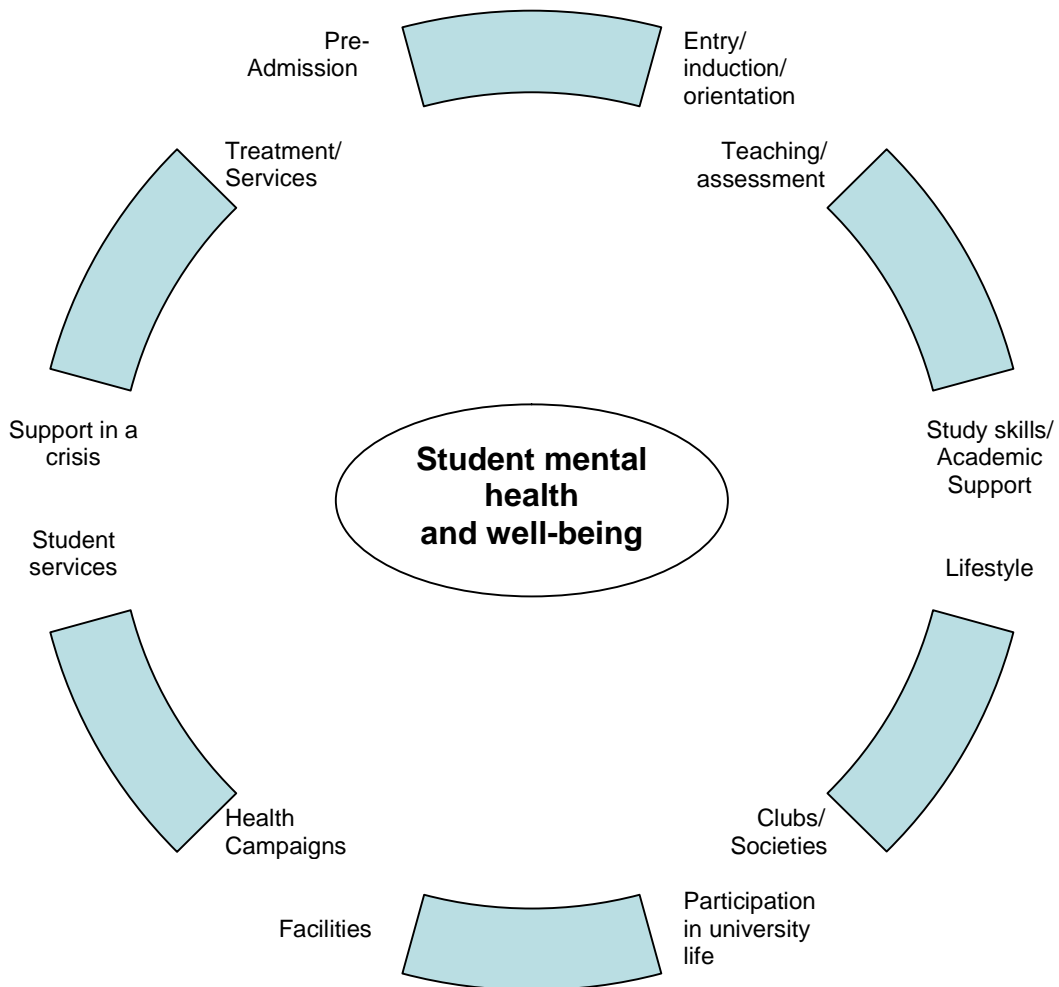 Pre-
Admission
Entry/
induction/
orientation
Treatment/
Services
Teaching/
assessment
Support in a
crisis
Student mental
health
and well-being
Study skills/
Academic
Support
Student
services
Lifestyle
Health
Campaigns
Clubs/
Societies
Facilities
Participation
in university
life